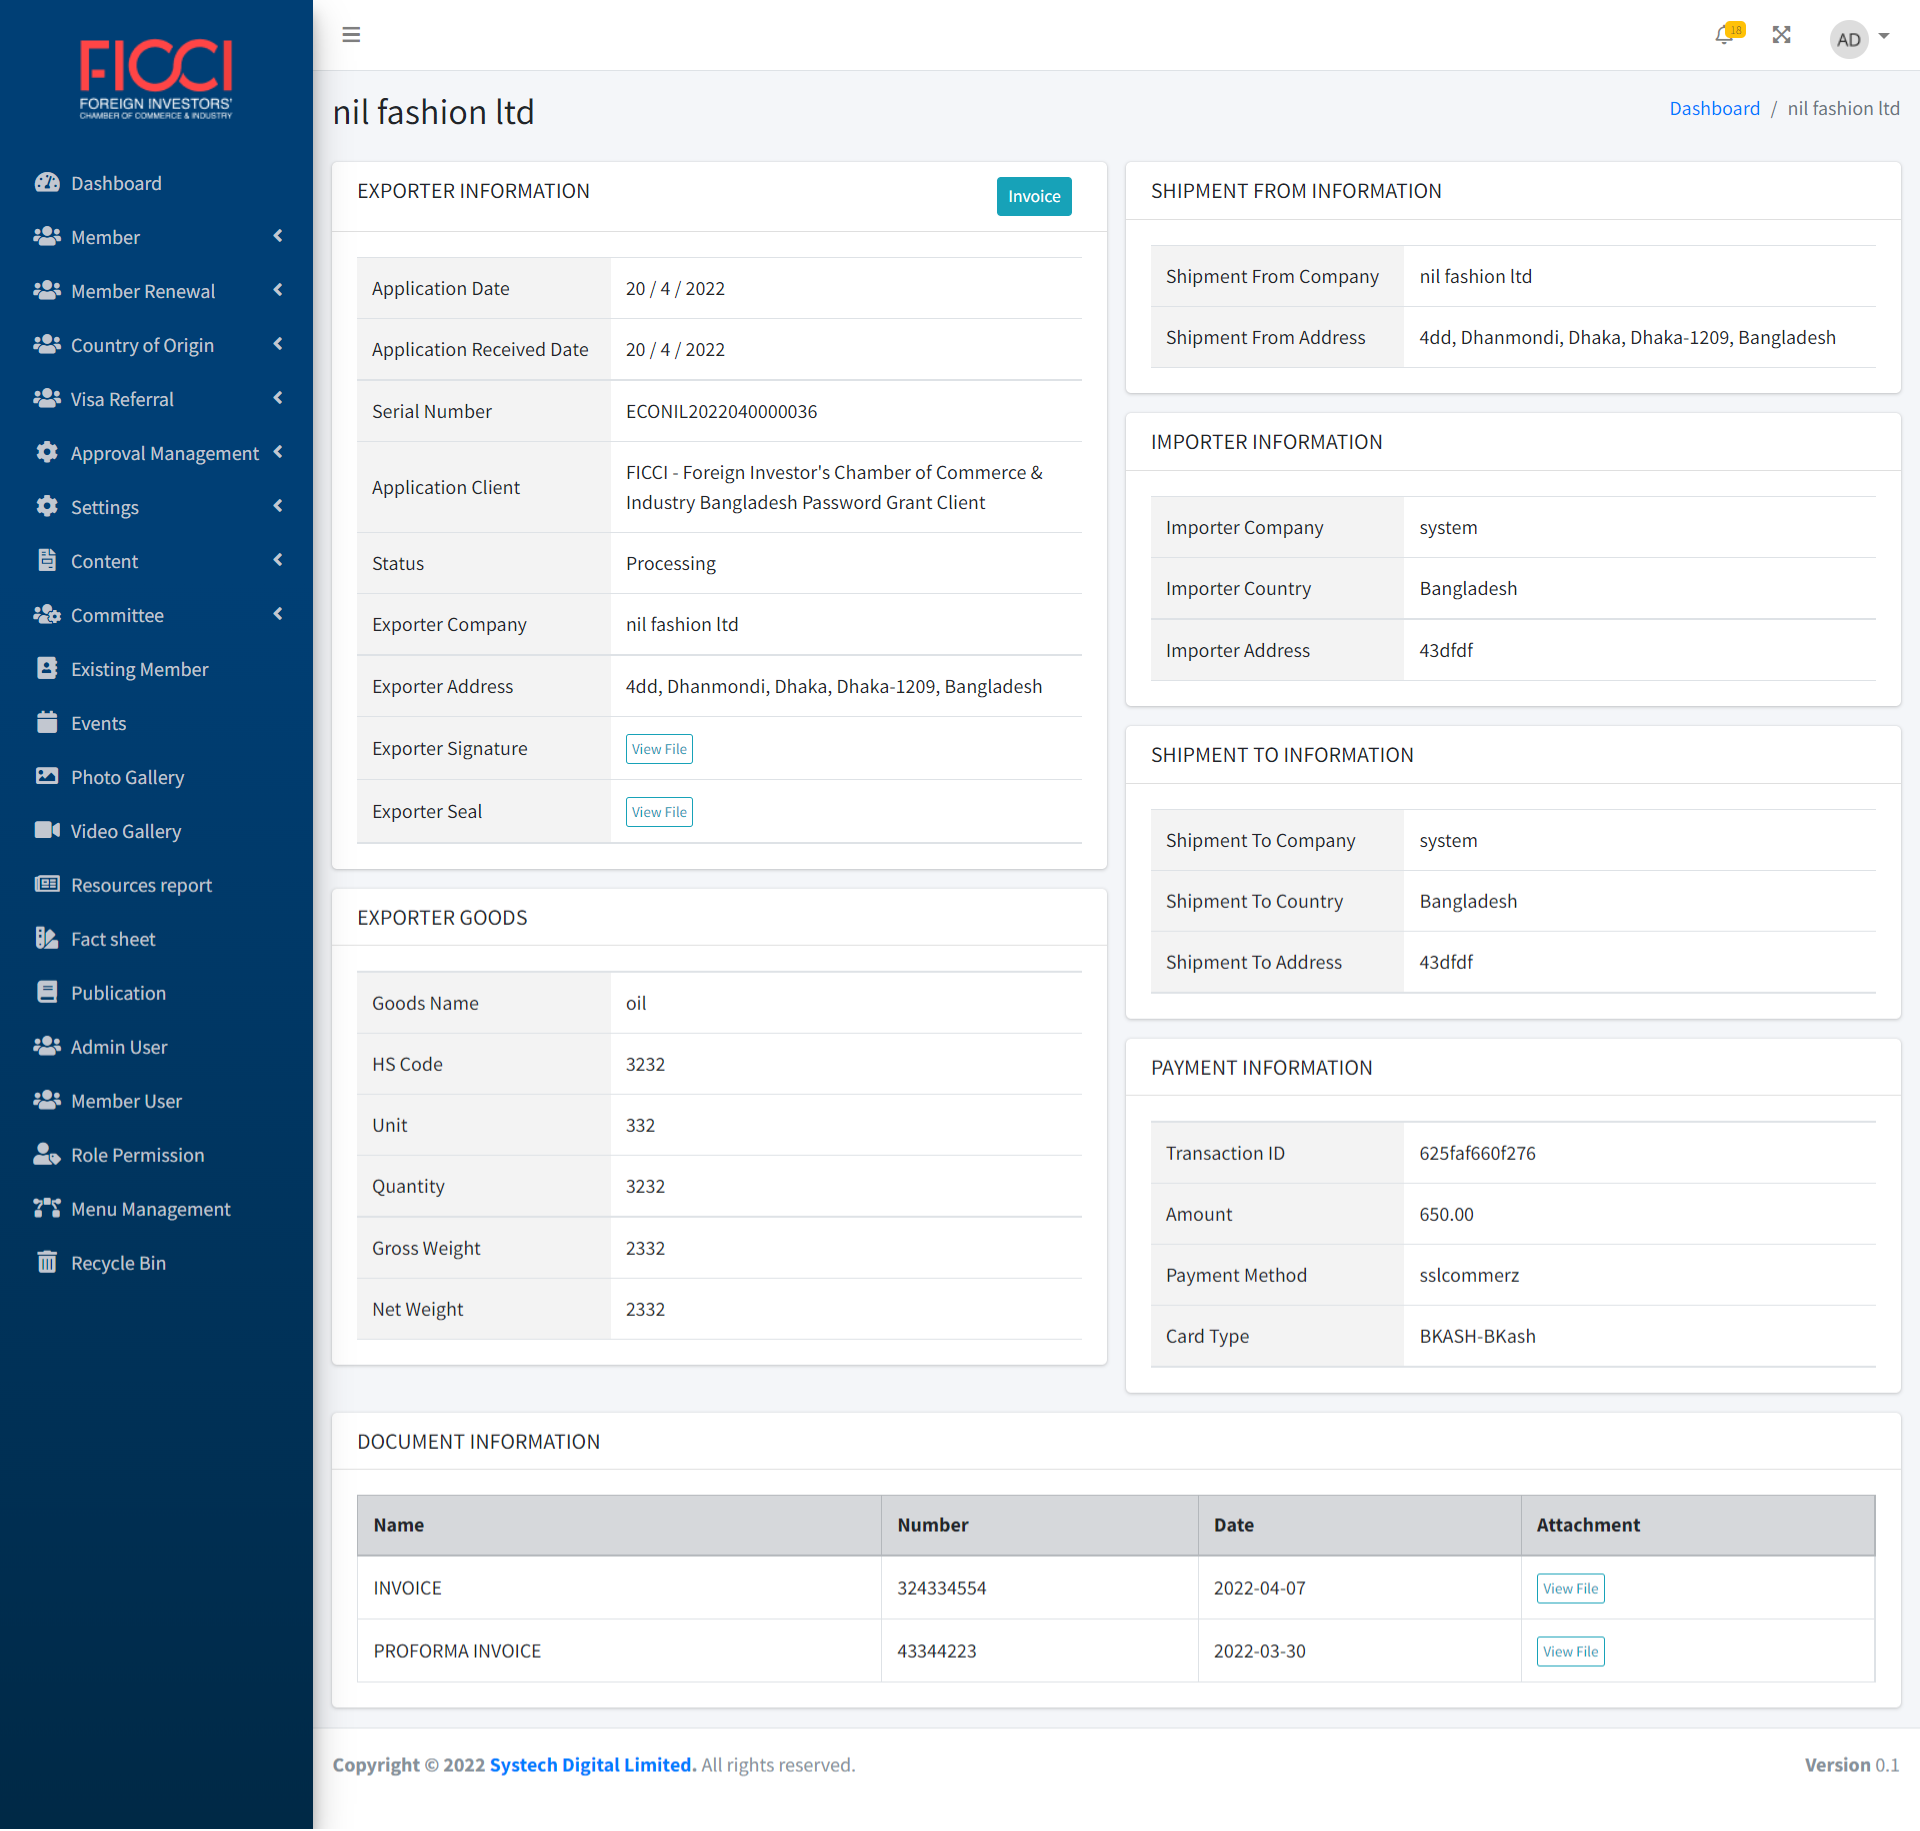 FICCI
FOREIGN INVESTORS'
CHAMBER OF COMMERCE & INDUSTRY
Dashboard
Member
Member Renewal
Country of Origin
Visa Referral
Approval Management
Settings
Content
Committee
Existing Member
Events
Photo Gallery
Video Gallery
Resources report
Fact sheet
Publication
Admin User
Member User
Role Permission
Menu Management
Recycle Bin
18
AD
nil fashion ltd
Dashboard / nil fashion ltd
EXPORTER INFORMATION
Invoice
Application Date 20 / 4 / 2022
Application Received Date 20 / 4 / 2022
Serial Number ECONIL2022040000036
Application Client FICCI - Foreign Investor's Chamber of Commerce &
Industry Bangladesh Password Grant Client
Status Processing
Exporter Company nil fashion ltd
Exporter Address 4dd, Dhanmondi, Dhaka, Dhaka-1209, Bangladesh
Exporter Signature View File
Exporter Seal View File
EXPORTER GOODS
Goods Name oil
HS Code 3232
Unit 332
Quantity 3232
Gross Weight 2332
Net Weight 2332
SHIPMENT FROM INFORMATION
Shipment From Company nil fashion ltd
Shipment From Address 4dd, Dhanmondi, Dhaka, Dhaka-1209, Bangladesh
IMPORTER INFORMATION
Importer Company system
Importer Country Bangladesh
Importer Address 43dfdf
SHIPMENT TO INFORMATION
Shipment To Company system
Shipment To Country Bangladesh
Shipment To Address 43dfdf
PAYMENT INFORMATION
Transaction ID 625faf660f276
Amount 650.00
Payment Method sslcommerz
Card Type BKASH-BKash
DOCUMENT INFORMATION
Name Number Date Attachment
INVOICE 324334554 2022-04-07 View File
PROFORMA INVOICE 43344223 2022-03-30 View File
Copyright © 2022 Systech Digital Limited. All rights reserved.
Version 0.1